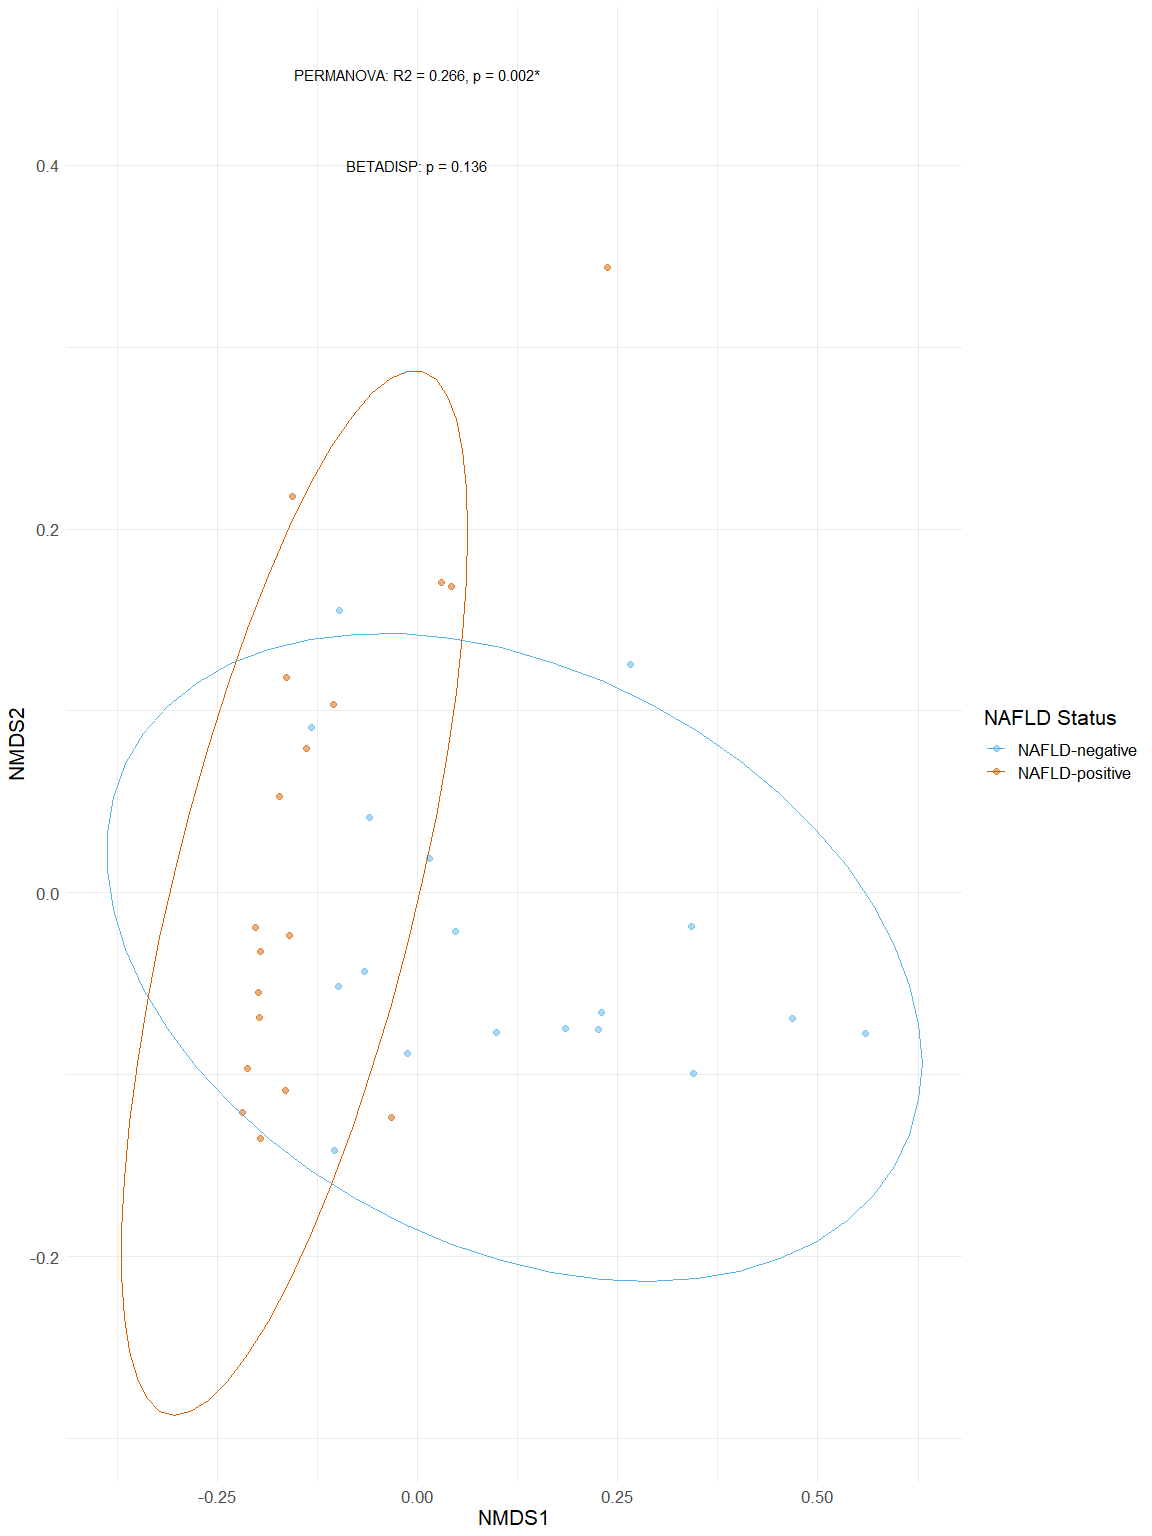 PERMANOVA: R2 = 0.266, p = 0.002*
BETADISP: p = 0.136
0.4
0.2
0.0
-0.2
NMDS2
-0.25
0.00
0.25
0.50
NMDS1
NAFLD Status
NAFLD-negative
NAFLD-positive